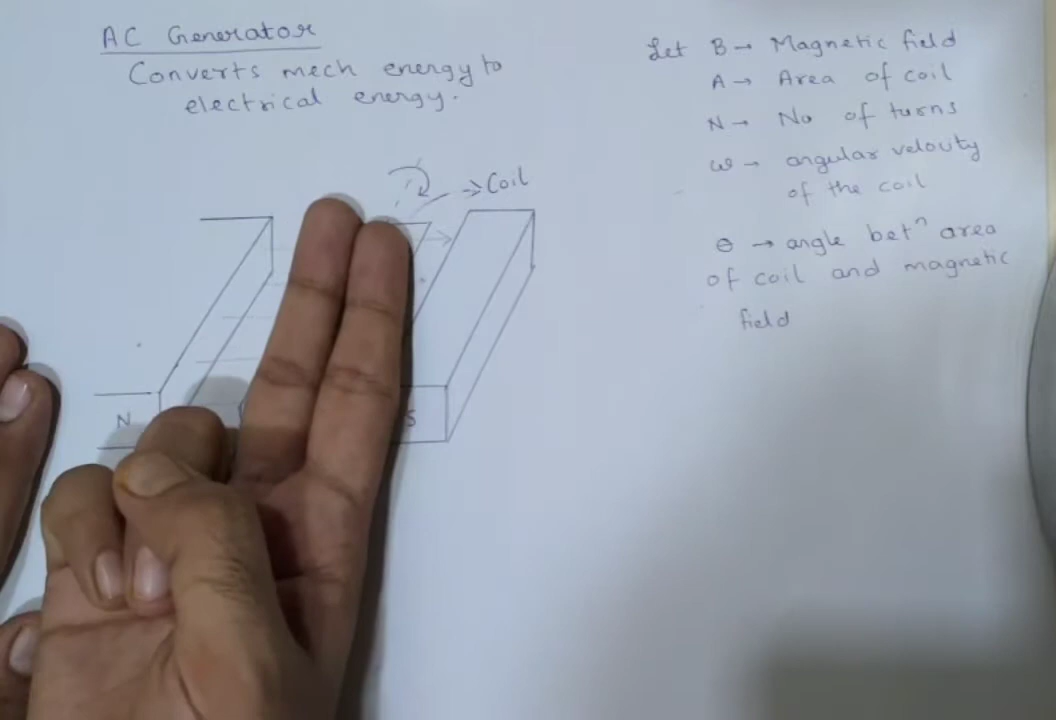 AC Generator
Converts mech energy to
electrical energy.
Coil
N
S
Let B → Magnetic field
A → Area of coil
N → No of turns
ω → angular velouty
of the coil
θ → angle betⁿ area
of coil and magnetic
field